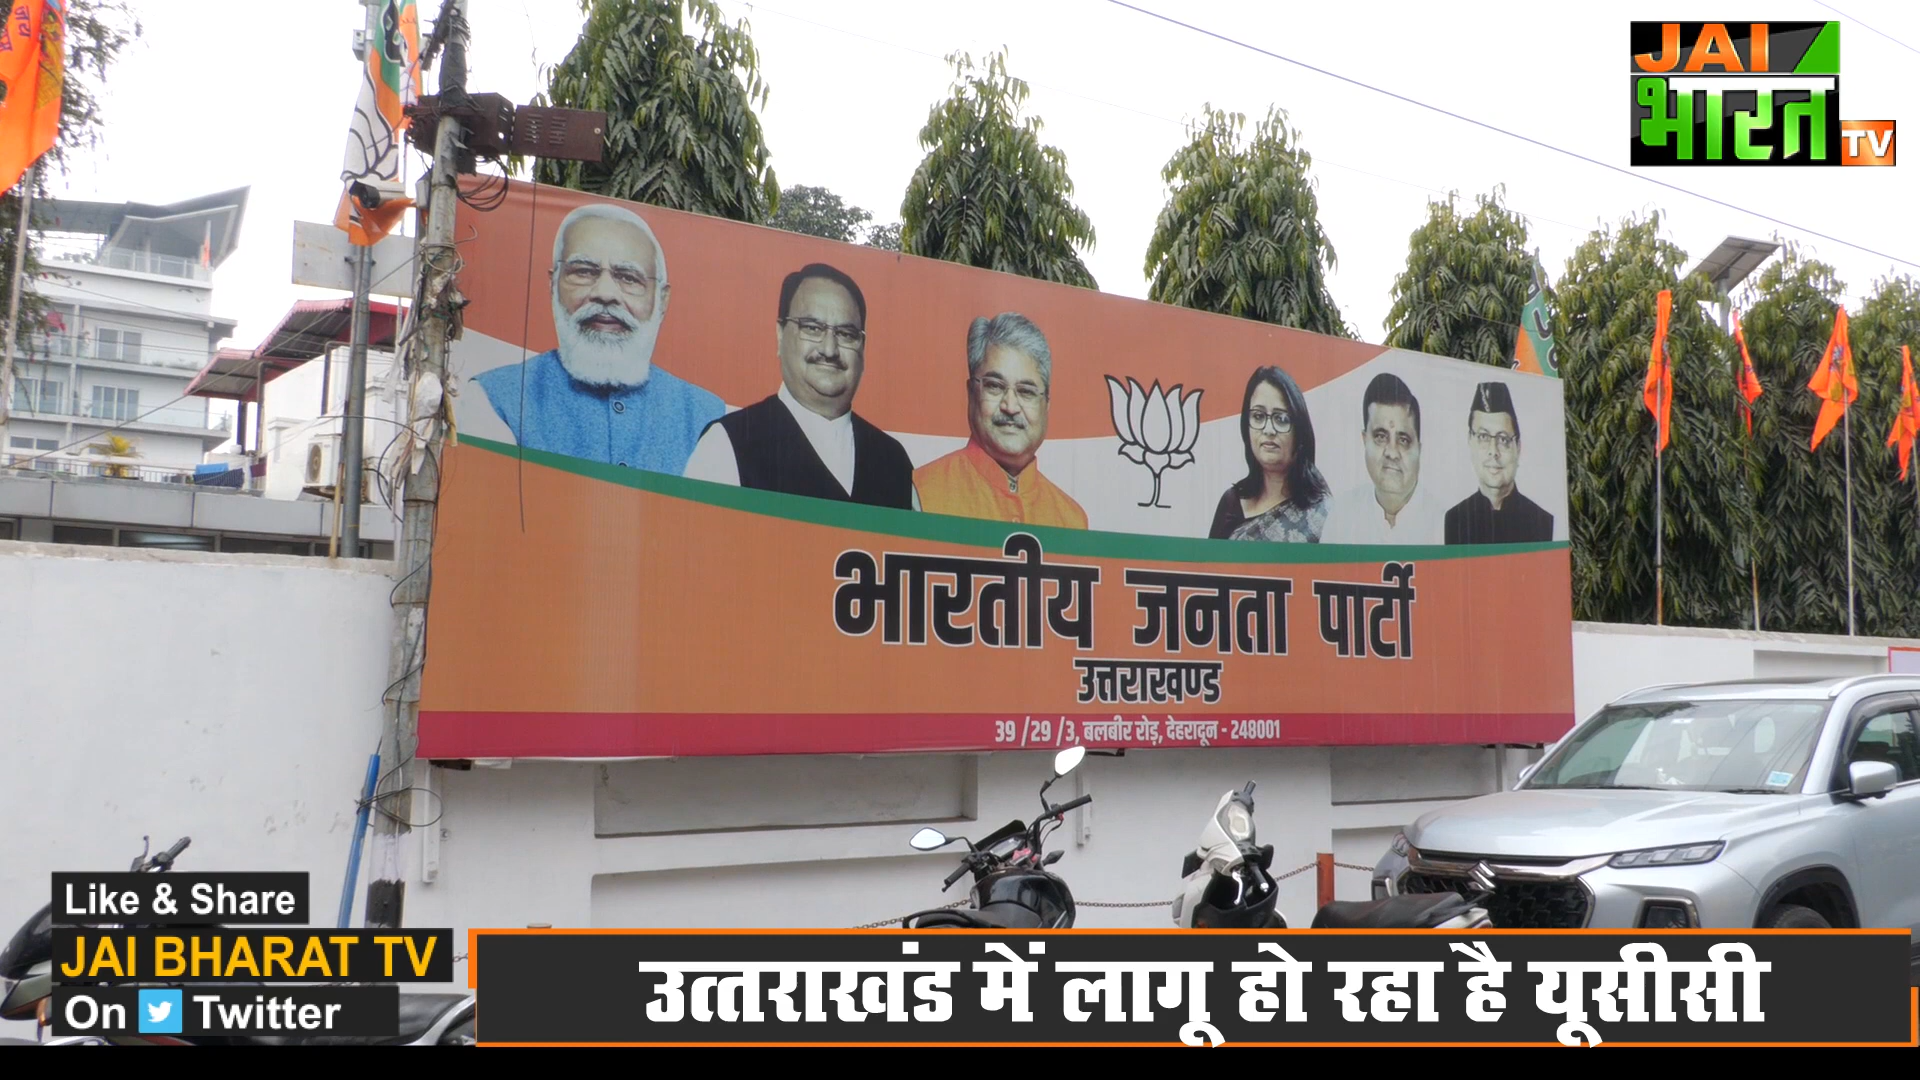 JAI
भारत TV
भारतीय जनता पार्टी
उत्तराखण्ड
39 /29 /3, बलबीर रोड़, देहरादून - 248001
Like & Share
JAI BHARAT TV
On Twitter
उत्तराखंड में लागू हो रहा है यूसीसी